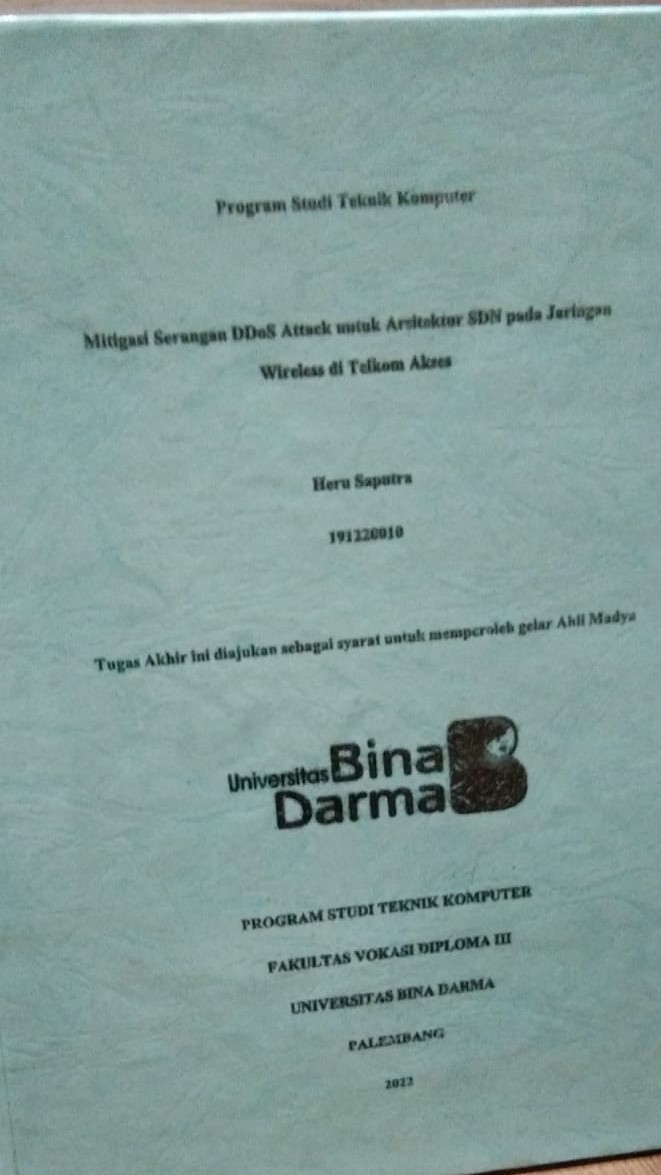 Program Studi Teknik Komputer
Mitigasi Serangan DDoS Attack untuk Arsitektur SDN pada Jaringan
Wireless di Telkom Akses
Heru Saputra
191220010
Tugas Akhir ini diajukan sebagai syarat untuk memperoleh gelar Ahli Madya
Universitas Bina
Darma
PROGRAM STUDI TEKNIK KOMPUTER
FAKULTAS VOKASI DIPLOMA III
UNIVERSITAS BINA DARMA
PALEMBANG
2022